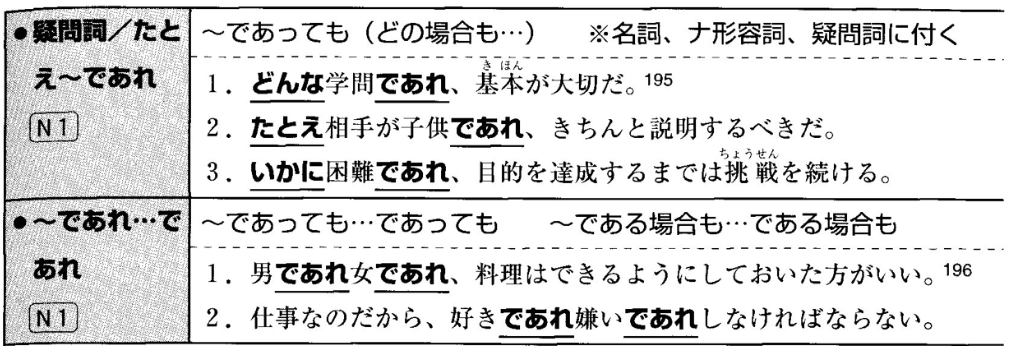 ●疑問詞／たとえ～であれ
N1
～であっても（どの場合も…）　※名詞、ナ形容詞、疑問詞に付く
1．どんな学問であれ、基本が大切だ。195
きほん
2．たとえ相手が子供であれ、きちんと説明するべきだ。
3．いかに困難であれ、目的を達成するまでは挑戦を続ける。
ちょうせん
●～であれ…であれ
N1
～であっても…であっても　～である場合も…である場合も
1．男であれ女であれ、料理はできるようにしておいた方がいい。196
2．仕事なのだから、好きであれ嫌いであれしなければならない。